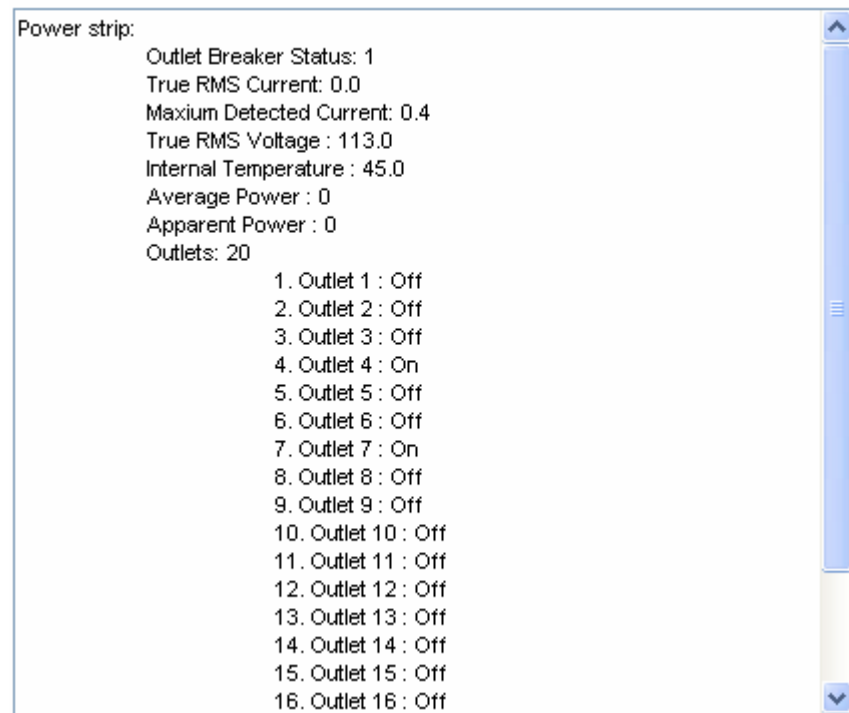 Power strip:
Outlet Breaker Status: 1
True RMS Current: 0.0
Maxium Detected Current: 0.4
True RMS Voltage : 113.0
Internal Temperature : 45.0
Average Power : 0
Apparent Power : 0
Outlets: 20
1. Outlet 1 : Off
2. Outlet 2 : Off
3. Outlet 3 : Off
4. Outlet 4 : On
5. Outlet 5 : Off
6. Outlet 6 : Off
7. Outlet 7 : On
8. Outlet 8 : Off
9. Outlet 9 : Off
10. Outlet 10 : Off
11. Outlet 11 : Off
12. Outlet 12 : Off
13. Outlet 13 : Off
14. Outlet 14 : Off
15. Outlet 15 : Off
16. Outlet 16 : Off